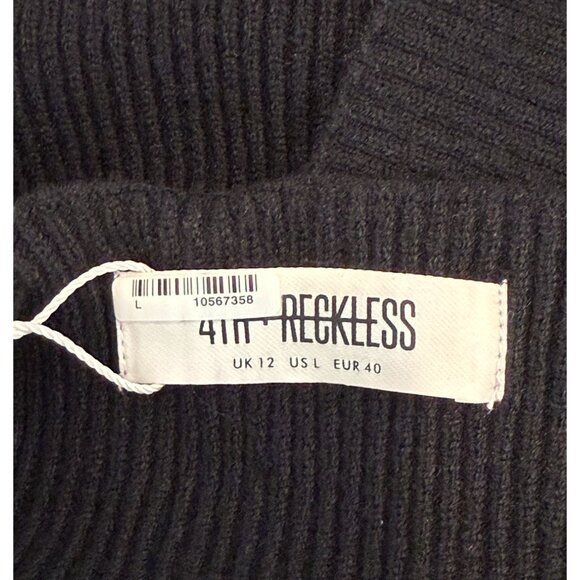 L 10567358
4TH + RECKLESS
UK 12 US L EUR 40